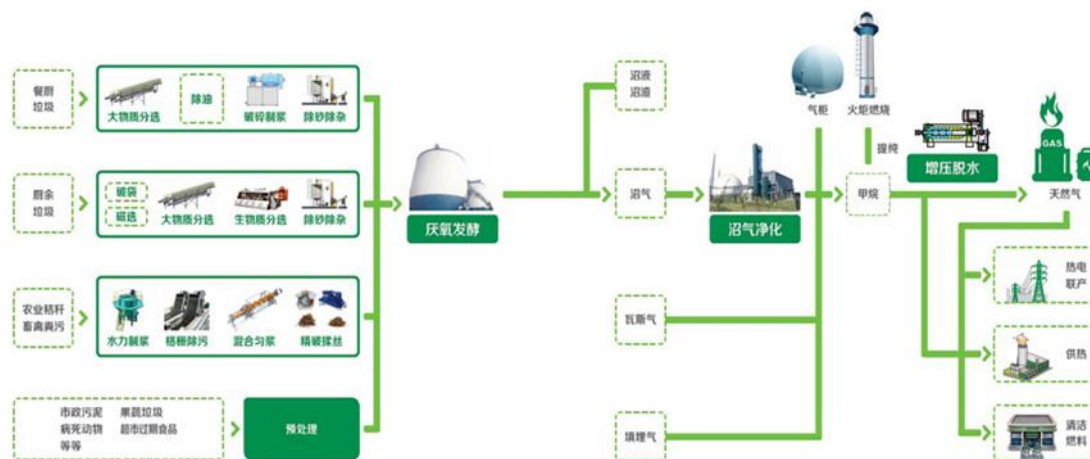 餐厨
垃圾
大物质分选
除油
破碎制浆
除砂除杂
厨余
垃圾
破袋
磁选
大物质分选
生物质分选
除砂除杂
农业秸秆
畜禽粪污
水力制浆
格栅除污
混合匀浆
精破揉丝
市政污泥 果蔬垃圾
病死动物 超市过期食品
等等
预处理
厌氧发酵
沼液
沼渣
沼气
沼气净化
瓦斯气
填埋气
气柜
火炬燃烧
提纯
甲烷
增压脱水
GAS
天然气
热电
联产
供热
清洁
燃料